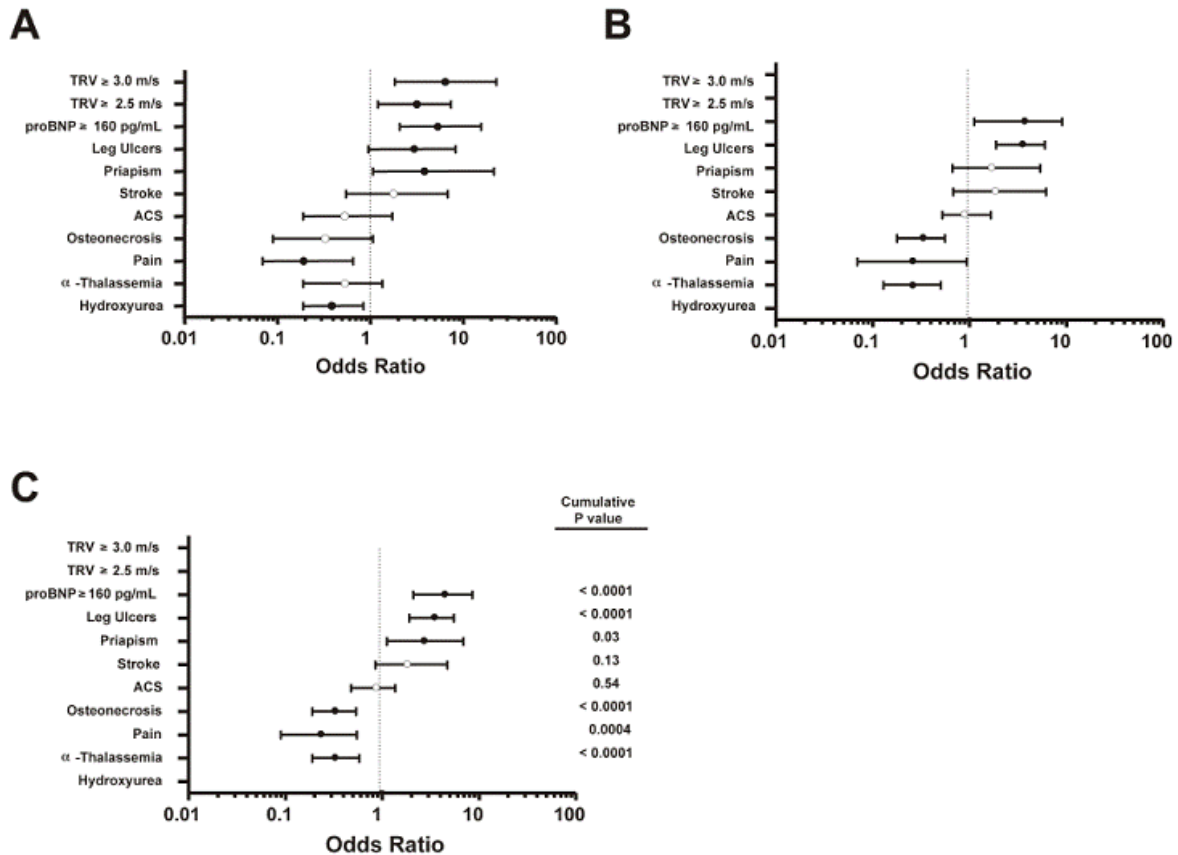 A
TRV ≥ 3.0 m/s
TRV ≥ 2.5 m/s
proBNP ≥ 160 pg/mL
Leg Ulcers
Priapism
Stroke
ACS
Osteonecrosis
Pain
α -Thalassemia
Hydroxyurea
0.01 0.1 1 10 100
Odds Ratio
B
TRV ≥ 3.0 m/s
TRV ≥ 2.5 m/s
proBNP ≥ 160 pg/mL
Leg Ulcers
Priapism
Stroke
ACS
Osteonecrosis
Pain
α -Thalassemia
Hydroxyurea
0.01 0.1 1 10 100
Odds Ratio
C
Cumulative
P value
TRV ≥ 3.0 m/s
TRV ≥ 2.5 m/s
proBNP ≥ 160 pg/mL < 0.0001
Leg Ulcers < 0.0001
Priapism 0.03
Stroke 0.13
ACS 0.54
Osteonecrosis < 0.0001
Pain 0.0004
α -Thalassemia < 0.0001
Hydroxyurea
0.01 0.1 1 10 100
Odds Ratio